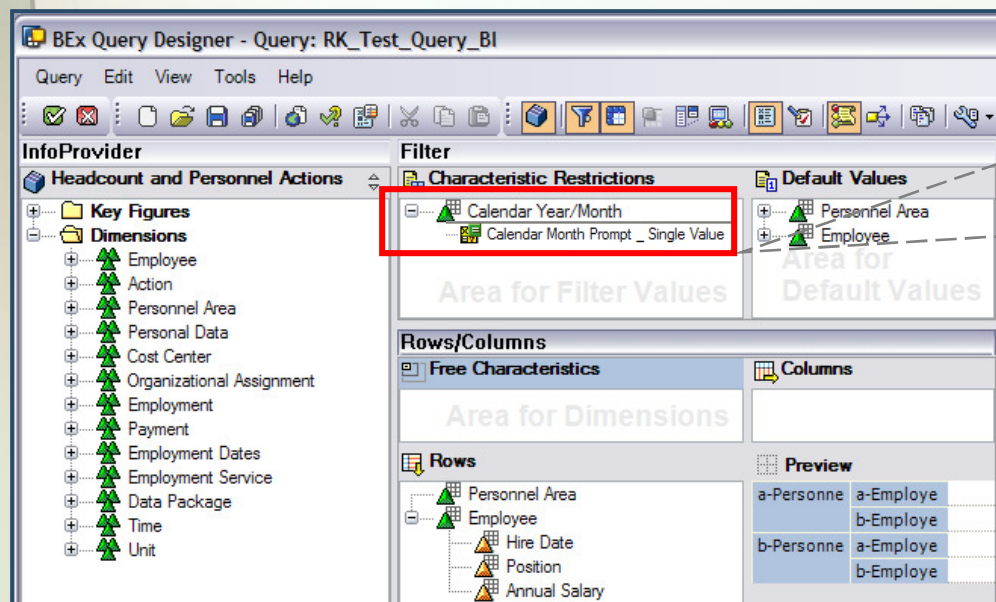 BEx Query Designer - Query: RK_Test_Query_BI
Query Edit View Tools Help
InfoProvider
Headcount and Personnel Actions
Key Figures
Dimensions
Employee
Action
Personnel Area
Personal Data
Cost Center
Organizational Assignment
Employment
Payment
Employment Dates
Employment Service
Data Package
Time
Unit
Filter
Characteristic Restrictions
Calendar Year/Month
Calendar Month Prompt _ Single Value
Area for Filter Values
Default Values
Personnel Area
Employee
Area for
Default Values
Rows/Columns
Free Characteristics
Area for Dimensions
Columns
Rows
Personnel Area
Employee
Hire Date
Position
Annual Salary
Preview
a-Personne a-Employe
b-Employe
b-Personne a-Employe
b-Employe